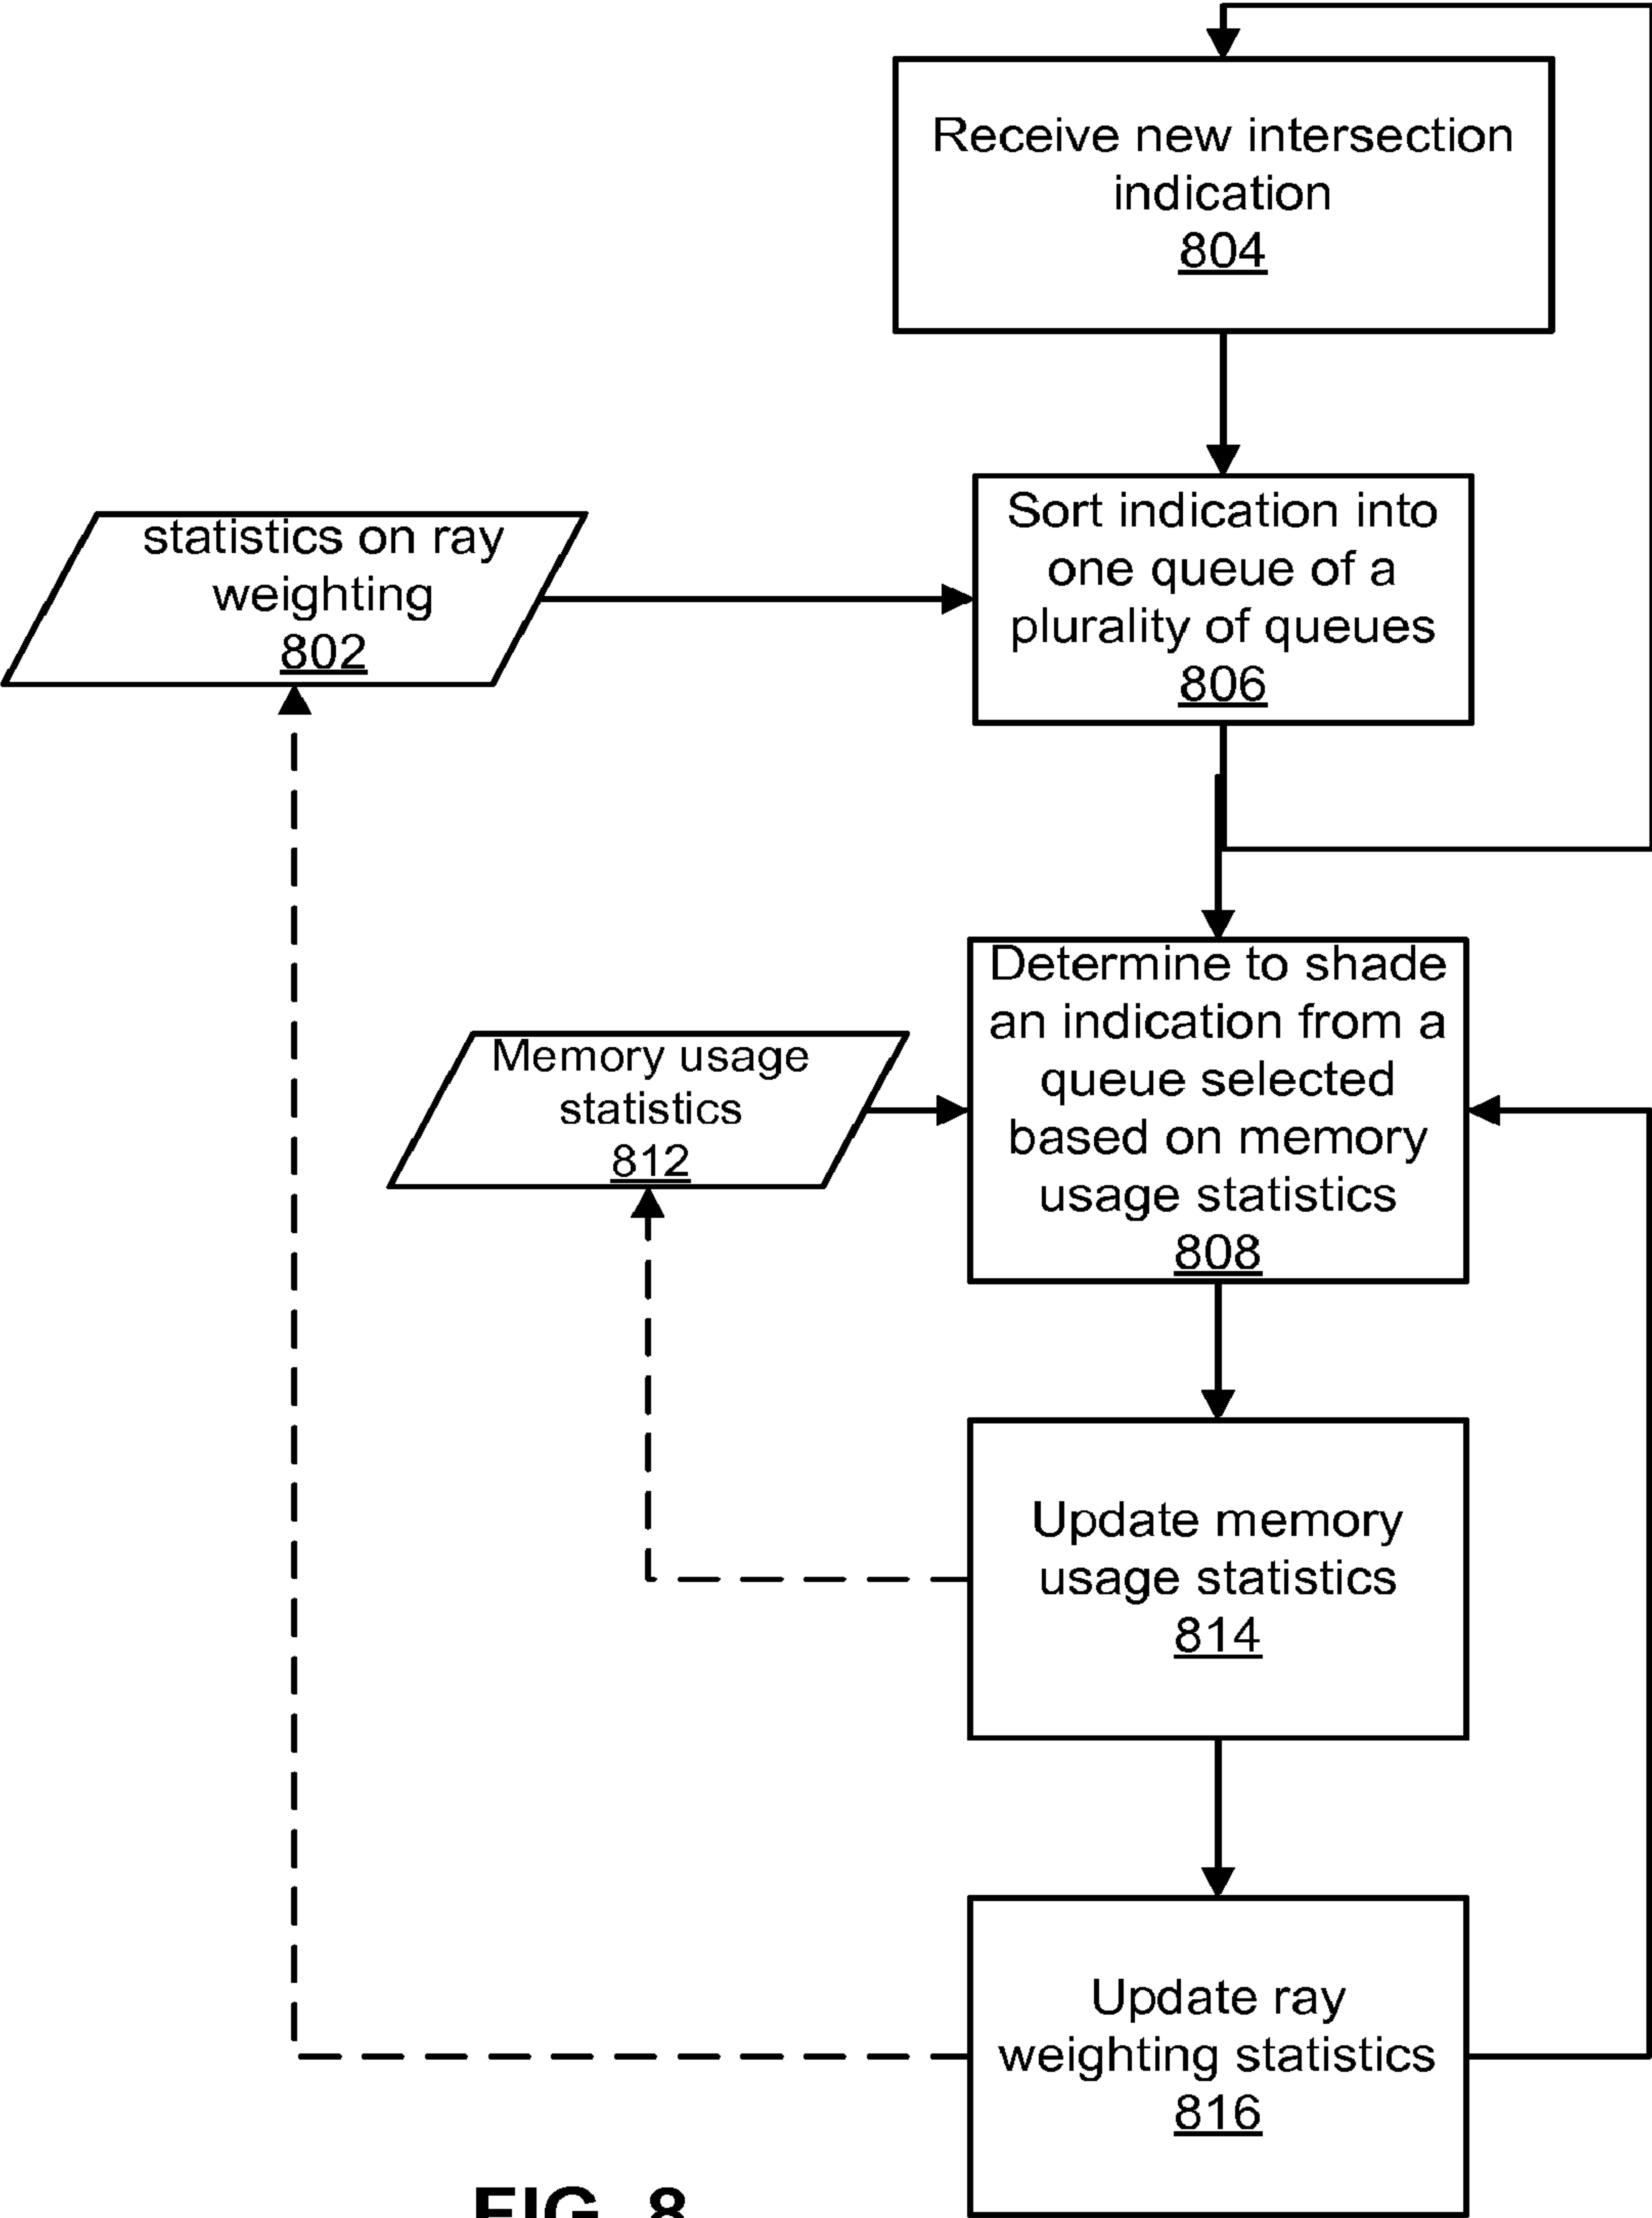 Receive new intersection
indication
804
statistics on ray
weighting
802
Sort indication into
one queue of a
plurality of queues
806
Memory usage
statistics
812
Determine to shade
an indication from a
queue selected
based on memory
usage statistics
808
Update memory
usage statistics
814
Update ray
weighting statistics
816
FIG. 8